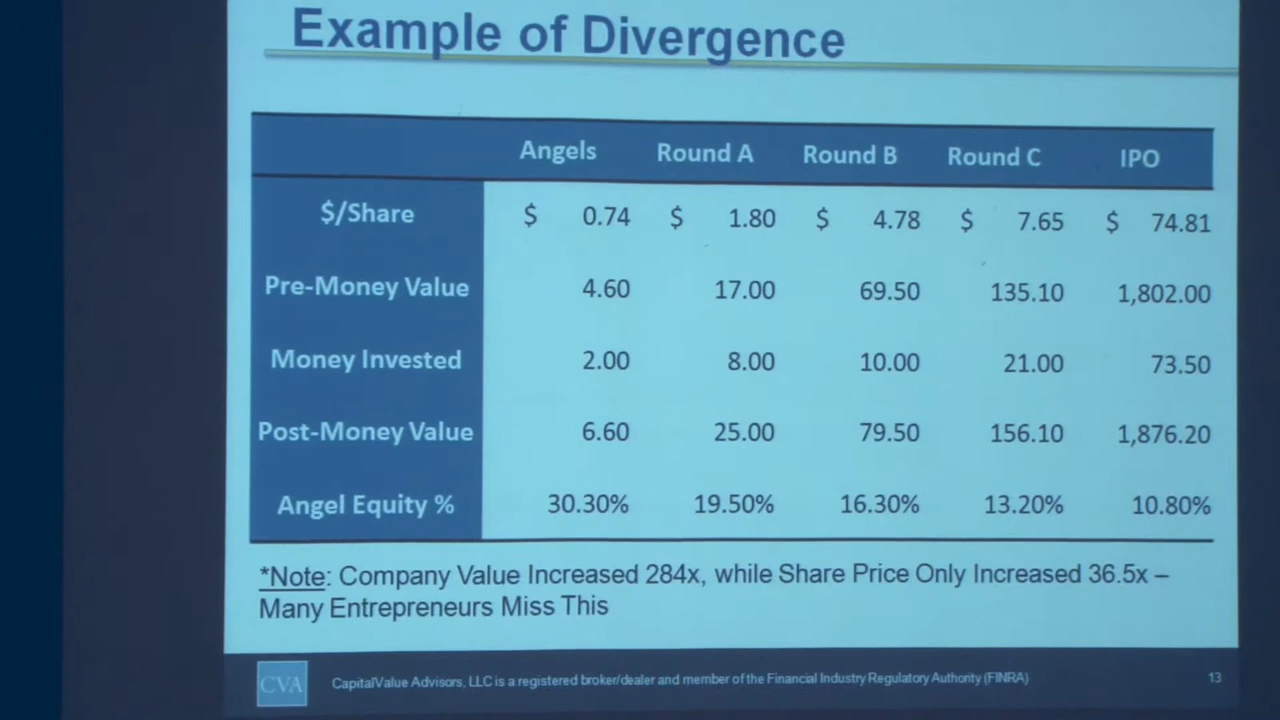 Example of Divergence
Angels Round A Round B Round C IPO
$/Share $ 0.74 $ 1.80 $ 4.78 $ 7.65 $ 74.81
Pre-Money Value 4.60 17.00 69.50 135.10 1,802.00
Money Invested 2.00 8.00 10.00 21.00 73.50
Post-Money Value 6.60 25.00 79.50 156.10 1,876.20
Angel Equity % 30.30% 19.50% 16.30% 13.20% 10.80%
*Note: Company Value Increased 284x, while Share Price Only Increased 36.5x –
Many Entrepreneurs Miss This
CVA CapitalValue Advisors, LLC is a registered broker/dealer and member of the Financial Industry Regulatory Authority (FINRA) 13